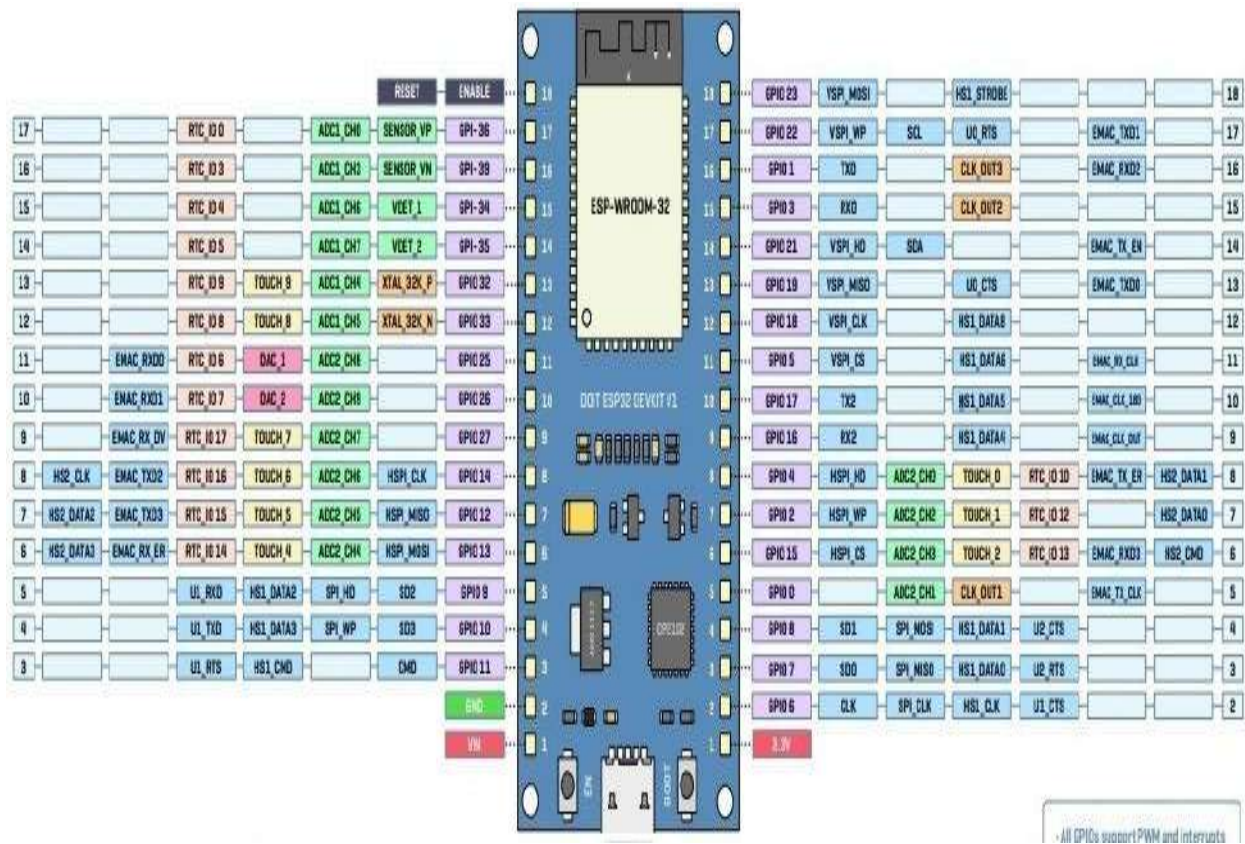 RESET ENABLE 18 18 GPIO 23 VSPI_MOSI HS1_STROBE 18
17 RTC_IO 0 ADC1_CH0 SENSOR_VP GPI-36 17 17 GPIO 22 VSPI_WP SCL U0_RTS EMAC_TXD1 17
16 RTC_IO 3 ADC1_CH3 SENSOR_VN GPI-39 16 16 GPIO 1 TX0 CLK_OUT3 EMAC_RXD2 16
15 RTC_IO 4 ADC1_CH6 VDET_1 GPI-34 15 ESP-WROOM-32 15 GPIO 3 RX0 CLK_OUT2 15
14 RTC_IO 5 ADC1_CH7 VDET_2 GPI-35 14 14 GPIO 21 VSPI_HD SDA EMAC_TX_EN 14
13 RTC_IO 9 TOUCH_9 ADC1_CH4 XTAL_32K_P GPIO 32 13 13 GPIO 19 VSPI_MISO U0_CTS EMAC_TXD0 13
12 RTC_IO 8 TOUCH_8 ADC1_CH5 XTAL_32K_N GPIO 33 12 12 GPIO 18 VSPI_CLK HS1_DATA8 12
11 EMAC_RXD0 RTC_IO 6 DAC_1 ADC2_CH8 GPIO 25 11 11 GPIO 5 VSPI_CS HS1_DATA6 EMAC_RX_CLK 11
10 EMAC_RXD1 RTC_IO 7 DAC_2 ADC2_CH9 GPIO 26 10 DOIT ESP32 DEVKIT V1 10 GPIO 17 TX2 HS1_DATA5 EMAC_CLK_180 10
9 EMAC_RX_DV RTC_IO 17 TOUCH_7 ADC2_CH7 GPIO 27 9 9 GPIO 16 RX2 HS1_DATA4 EMAC_CLK_OUT 9
8 HS2_CLK EMAC_TXD2 RTC_IO 16 TOUCH_6 ADC2_CH6 HSPI_CLK GPIO 14 8 8 GPIO 4 HSPI_HD ADC2_CH0 TOUCH_0 RTC_IO 10 EMAC_TX_ER HS2_DATA1 8
7 HS2_DATA2 EMAC_TXD3 RTC_IO 15 TOUCH_5 ADC2_CH5 HSPI_MISO GPIO 12 7 7 GPIO 2 HSPI_WP ADC2_CH2 TOUCH_1 RTC_IO 12 HS2_DATA0 7
6 HS2_DATA3 EMAC_RX_ER RTC_IO 14 TOUCH_4 ADC2_CH4 HSPI_MOSI GPIO 13 6 6 GPIO 15 HSPI_CS ADC2_CH3 TOUCH_2 RTC_IO 13 EMAC_RXD3 HS2_CMD 6
5 U1_RXD HS1_DATA2 SPI_HD SD2 GPIO 9 5 5 GPIO 0 ADC2_CH1 CLK_OUT1 EMAC_TX_CLK 5
4 U1_TXD HS1_DATA3 SPI_WP SD3 GPIO 10 4 CP2102 4 GPIO 8 SD1 SPI_MOSI HS1_DATA1 U2_CTS 4
3 U1_RTS HS1_CMD CMD GPIO 11 3 3 GPIO 7 SD0 SPI_MISO HS1_DATA0 U2_RTS 3
GND 2 2 GPIO 6 CLK SPI_CLK HS1_CLK U1_CTS 2
VIN 1 1 3.3V
EN BOOT
- All GPIOs support PWM and interrupts